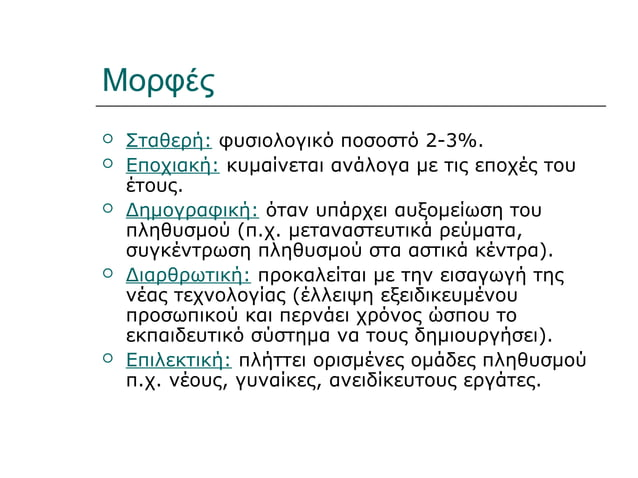 Μορφές
Σταθερή: φυσιολογικό ποσοστό 2-3%.
Εποχιακή: κυμαίνεται ανάλογα με τις εποχές του
έτους.
Δημογραφική: όταν υπάρχει αυξομείωση του
πληθυσμού (π.χ. μεταναστευτικά ρεύματα,
συγκέντρωση πληθυσμού στα αστικά κέντρα).
Διαρθρωτική: προκαλείται με την εισαγωγή της
νέας τεχνολογίας (έλλειψη εξειδικευμένου
προσωπικού και περνάει χρόνος ώσπου το
εκπαιδευτικό σύστημα να τους δημιουργήσει).
Επιλεκτική: πλήττει ορισμένες ομάδες πληθυσμού
π.χ. νέους, γυναίκες, ανειδίκευτους εργάτες.